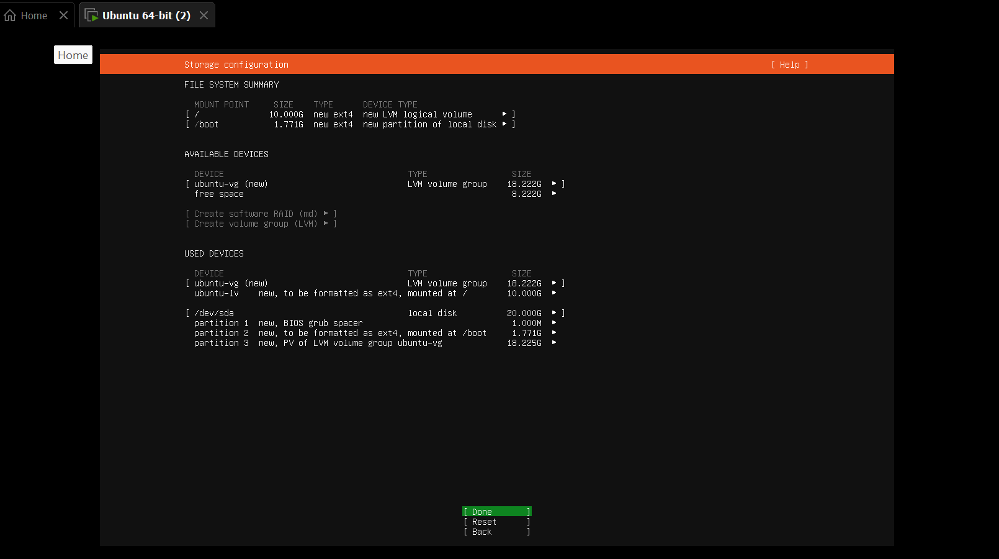 Home
Ubuntu 64-bit (2)
Home
Storage configuration [ Help ]
FILE SYSTEM SUMMARY
MOUNT POINT SIZE TYPE DEVICE TYPE
[ / 10.000G new ext4 new LVM logical volume ▸ ]
[ /boot 1.771G new ext4 new partition of local disk ▸ ]
AVAILABLE DEVICES
DEVICE TYPE SIZE
[ ubuntu-vg (new) LVM volume group 18.222G ▸ ]
free space 8.222G ▸
[ Create software RAID (md) ▸ ]
[ Create volume group (LVM) ▸ ]
USED DEVICES
DEVICE TYPE SIZE
[ ubuntu-vg (new) LVM volume group 18.222G ▸ ]
ubuntu-lv new, to be formatted as ext4, mounted at / 10.000G ▸
[ /dev/sda local disk 20.000G ▸ ]
partition 1 new, BIOS grub spacer 1.000M ▸
partition 2 new, to be formatted as ext4, mounted at /boot 1.771G ▸
partition 3 new, PV of LVM volume group ubuntu-vg 18.225G ▸
[ Done ]
[ Reset ]
[ Back ]